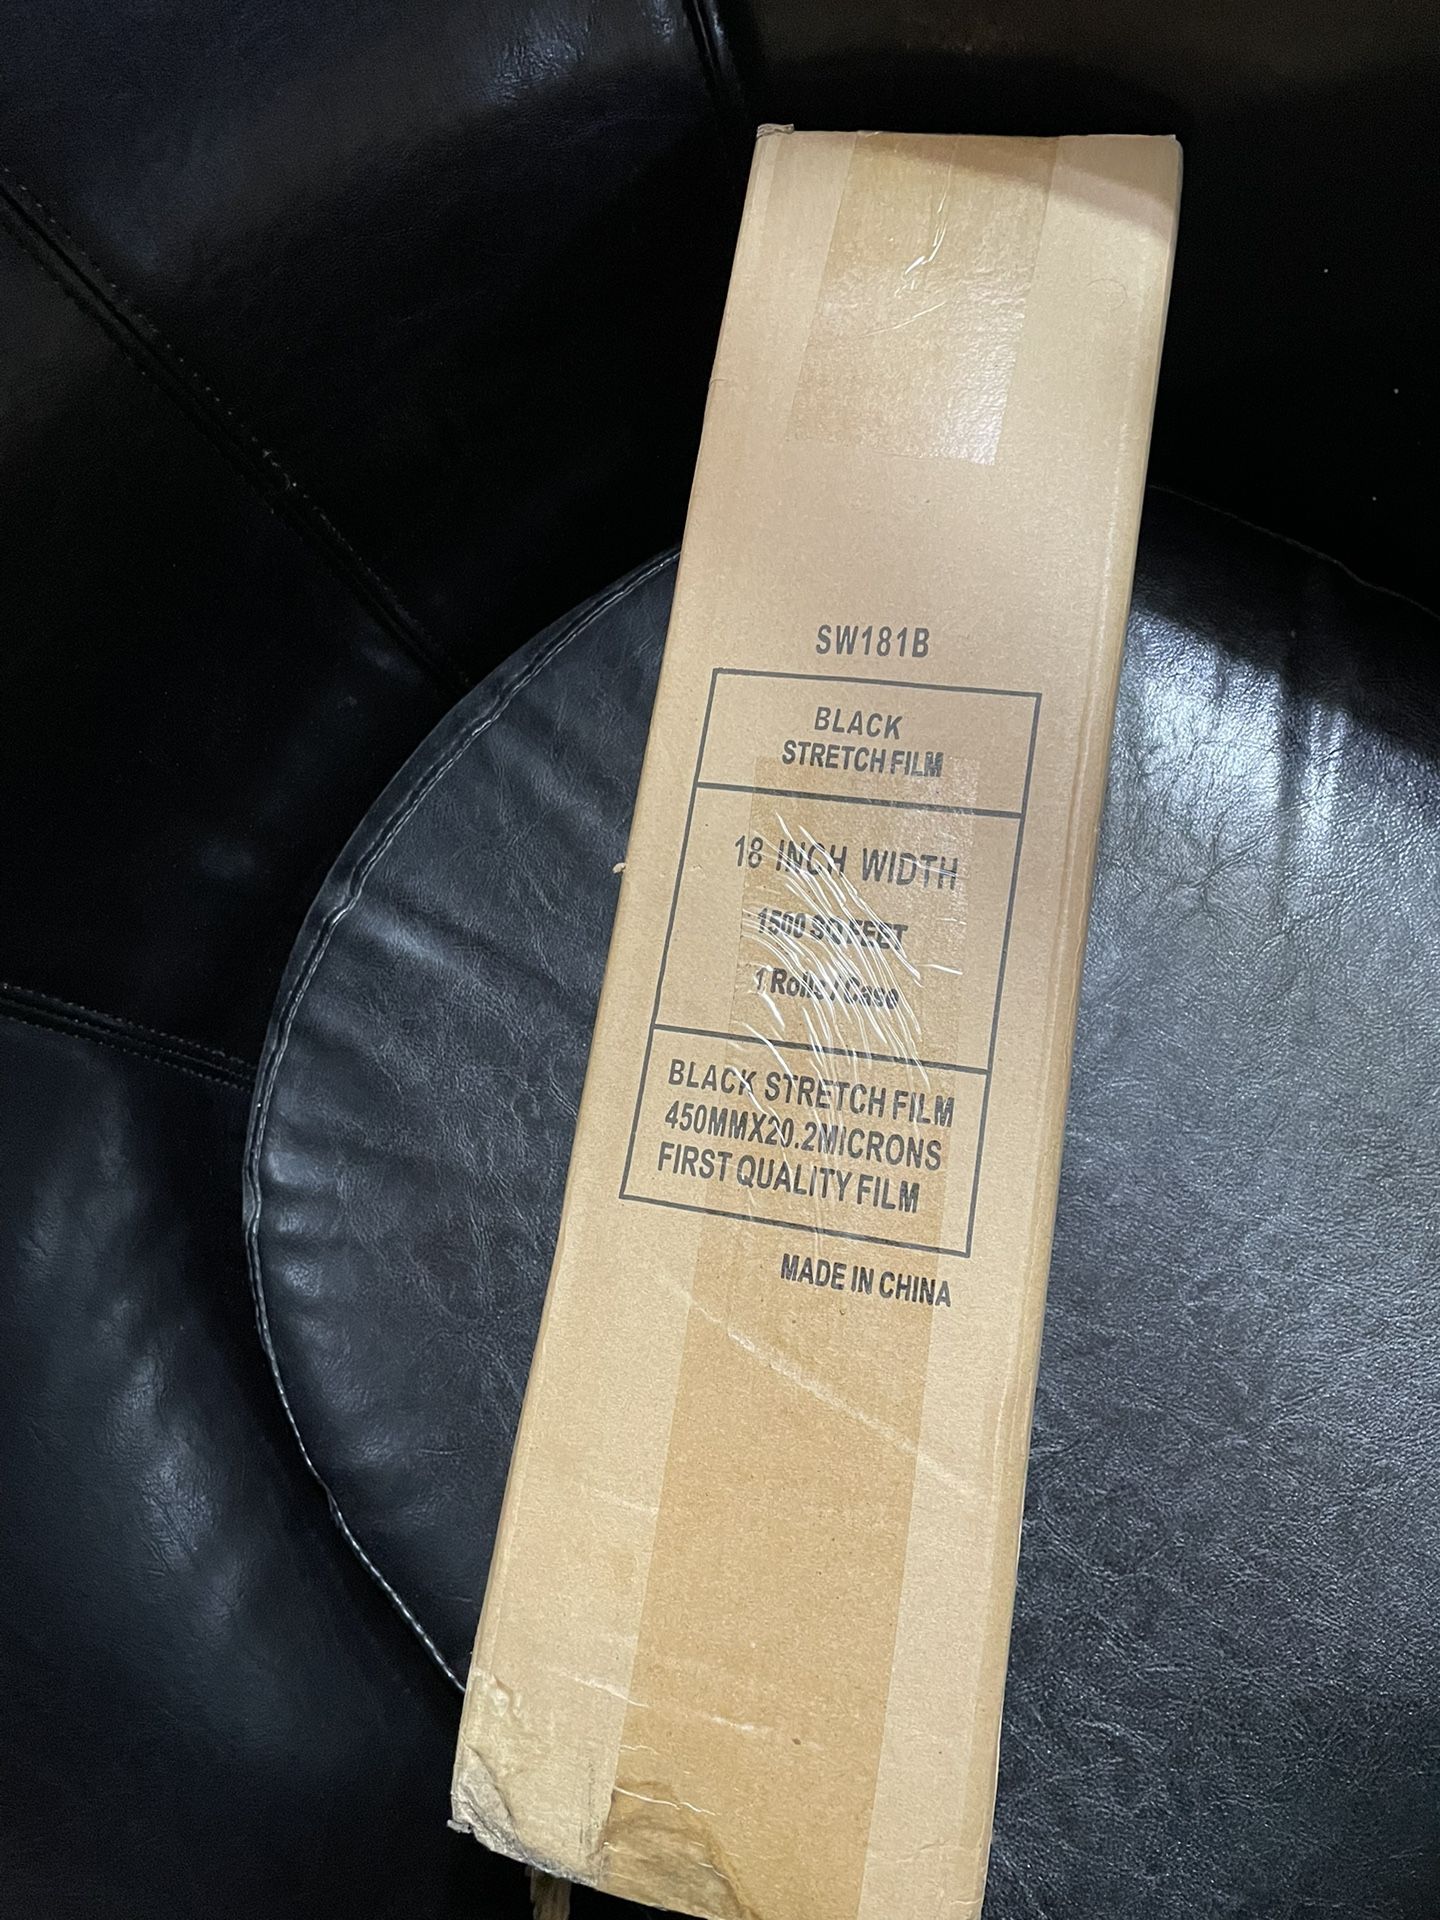 SW181B
BLACK
STRETCH FILM
18 INCH WIDTH
1500 SQ FEET
1 Rolls / Case
BLACK STRETCH FILM
450MMX20.2MICRONS
FIRST QUALITY FILM
MADE IN CHINA